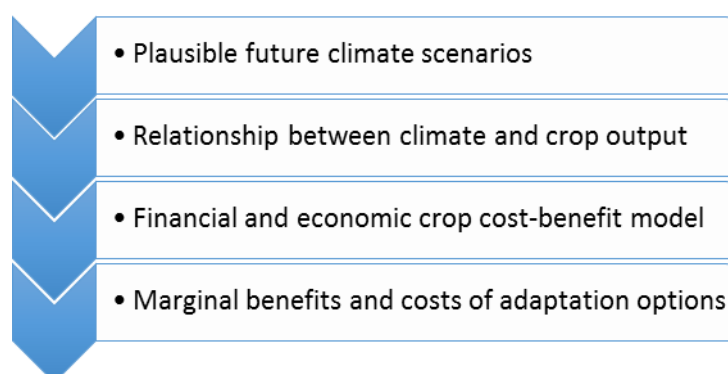 • Plausible future climate scenarios
• Relationship between climate and crop output
• Financial and economic crop cost-benefit model
• Marginal benefits and costs of adaptation options